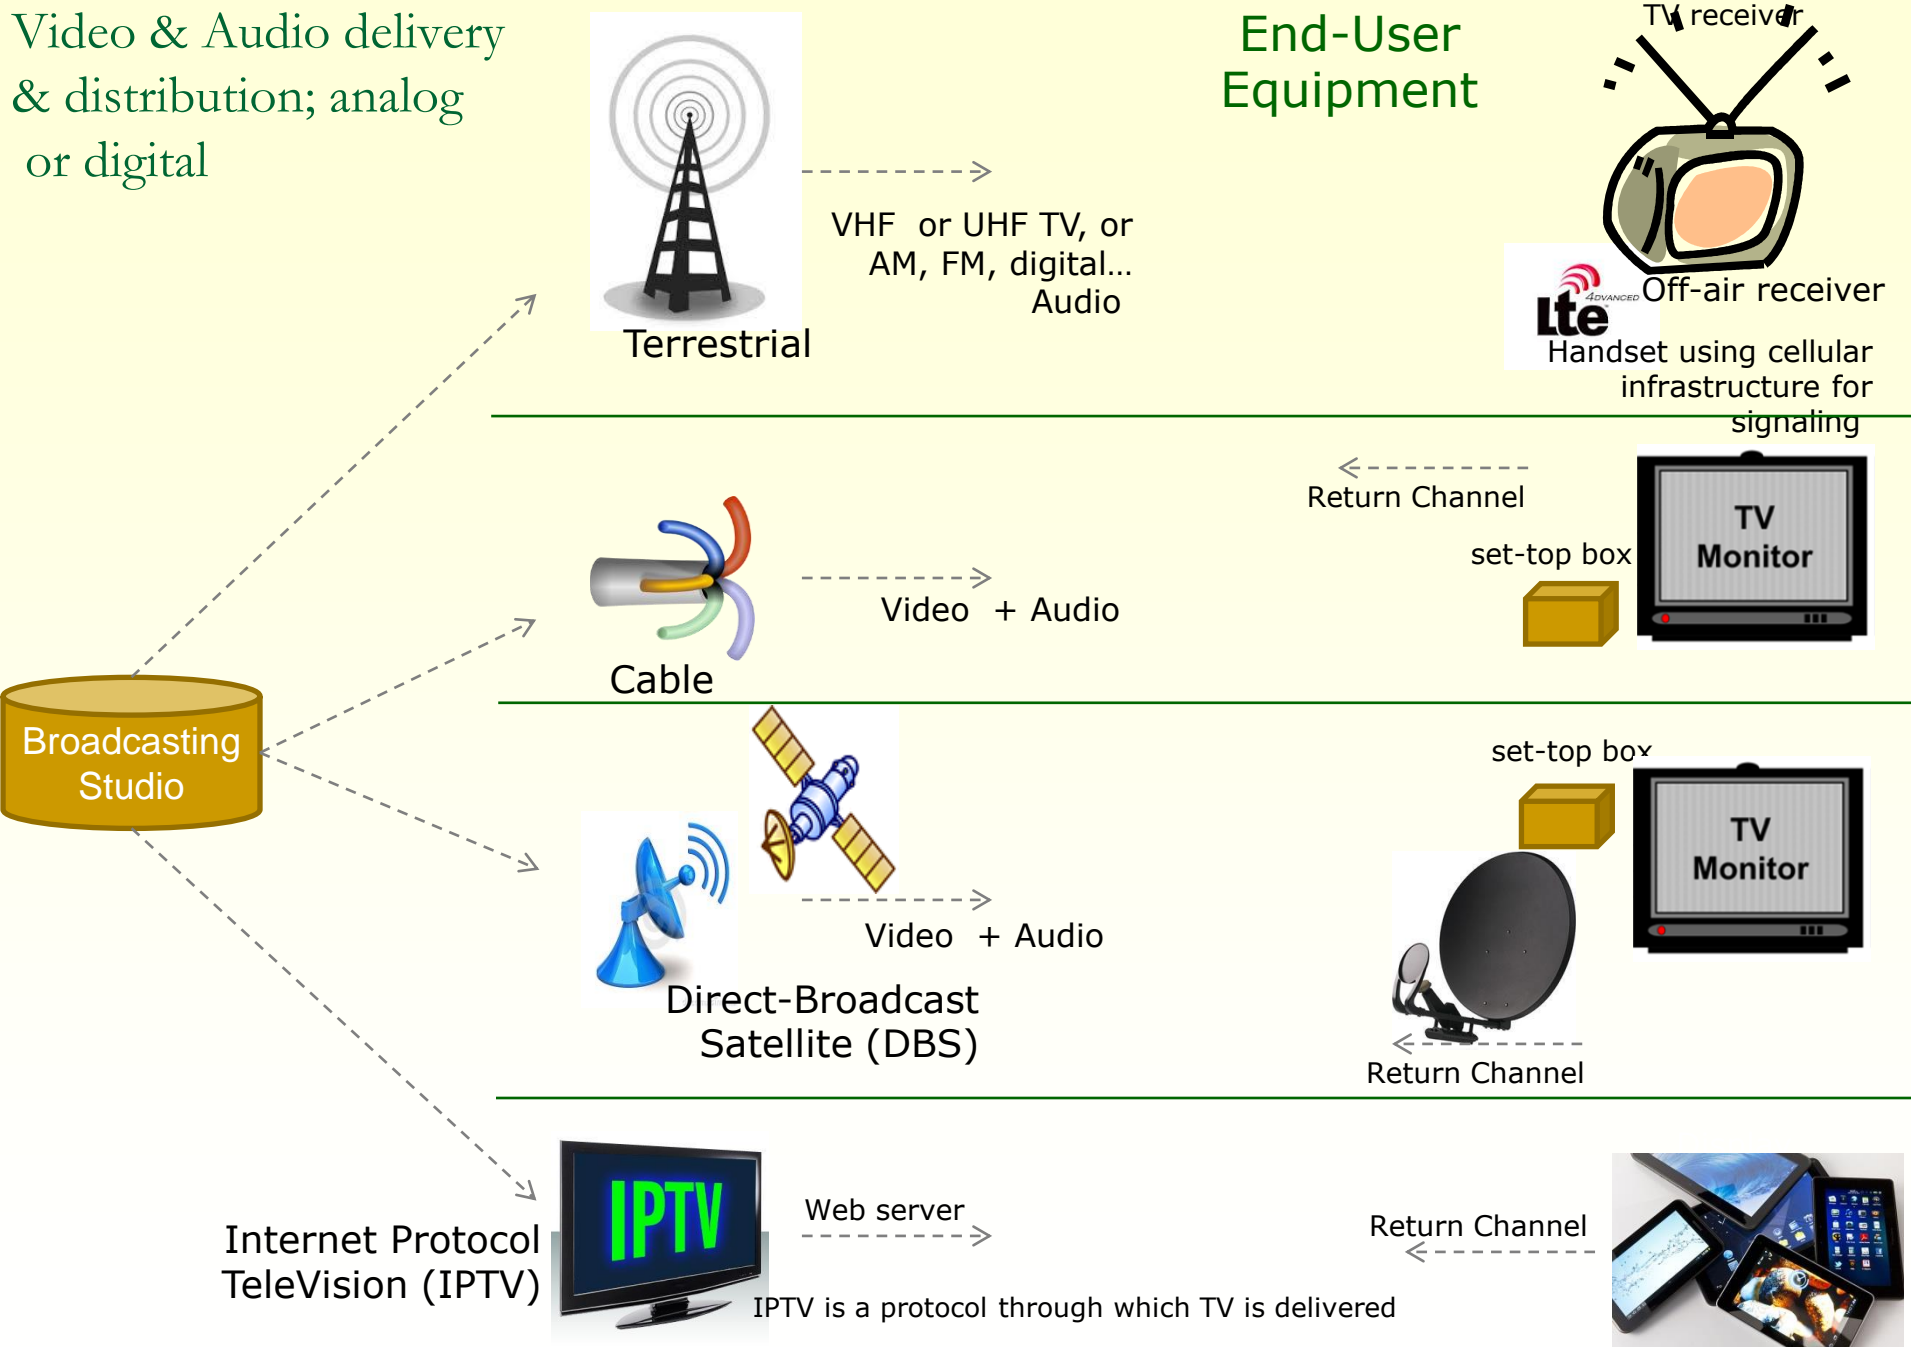 Video & Audio delivery
& distribution; analog
or digital
End-User
Equipment
TV receiver
VHF or UHF TV, or
AM, FM, digital...
Audio
Terrestrial
4DVANCED
Lte
Off-air receiver
Handset using cellular
infrastructure for
signaling
Return Channel
set-top box
TV
Monitor
Video + Audio
Cable
Broadcasting
Studio
set-top box
TV
Monitor
Video + Audio
Direct-Broadcast
Satellite (DBS)
Return Channel
Internet Protocol
TeleVision (IPTV)
IPTV
Web server
Return Channel
IPTV is a protocol through which TV is delivered